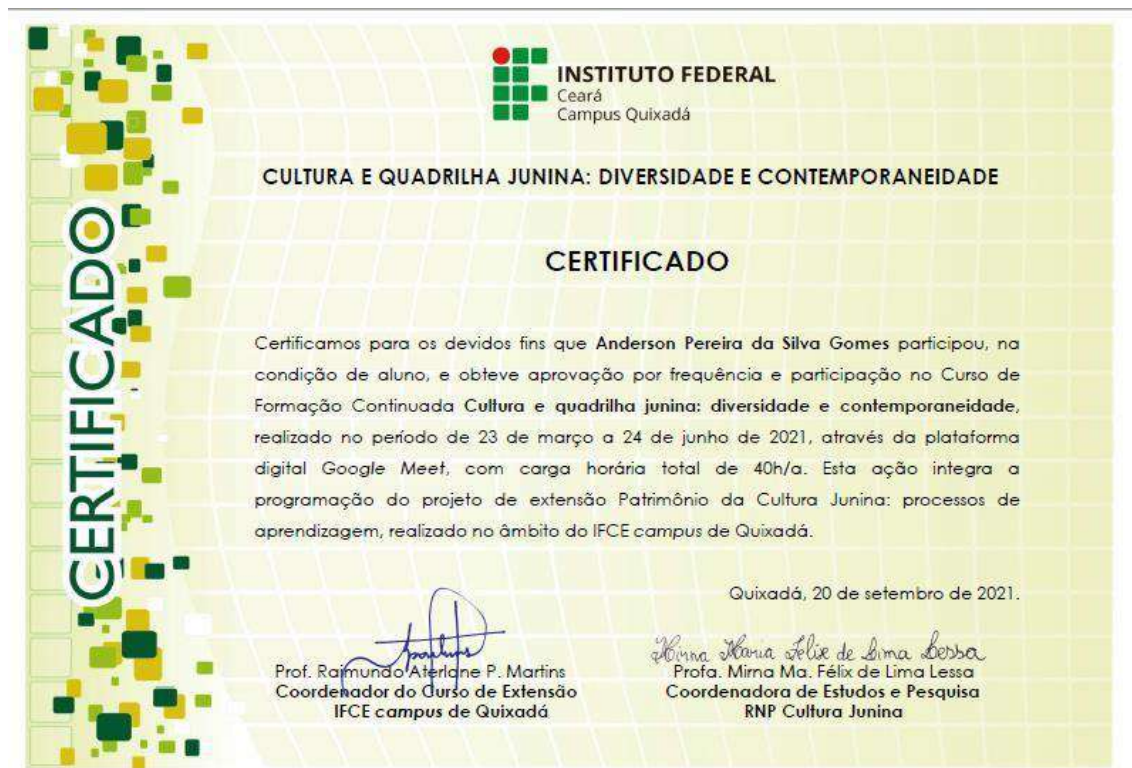 CERTIFICADO
INSTITUTO FEDERAL
Ceará
Campus Quixadá
CULTURA E QUADRILHA JUNINA: DIVERSIDADE E CONTEMPORANEIDADE
CERTIFICADO
Certificamos para os devidos fins que Anderson Pereira da Silva Gomes participou, na
condição de aluno, e obteve aprovação por frequência e participação no Curso de
Formação Continuada Cultura e quadrilha junina: diversidade e contemporaneidade,
realizado no período de 23 de março a 24 de junho de 2021, através da plataforma
digital Google Meet, com carga horária total de 40h/a. Esta ação integra a
programação do projeto de extensão Patrimônio da Cultura Junina: processos de
aprendizagem, realizado no âmbito do IFCE campus de Quixadá.
Quixadá, 20 de setembro de 2021.
Mirna Maria Felix de Lima Lessa
Prof. Raimundo Aterlane P. Martins
Coordenador do Curso de Extensão
IFCE campus de Quixadá
Profa. Mirna Ma. Félix de Lima Lessa
Coordenadora de Estudos e Pesquisa
RNP Cultura Junina